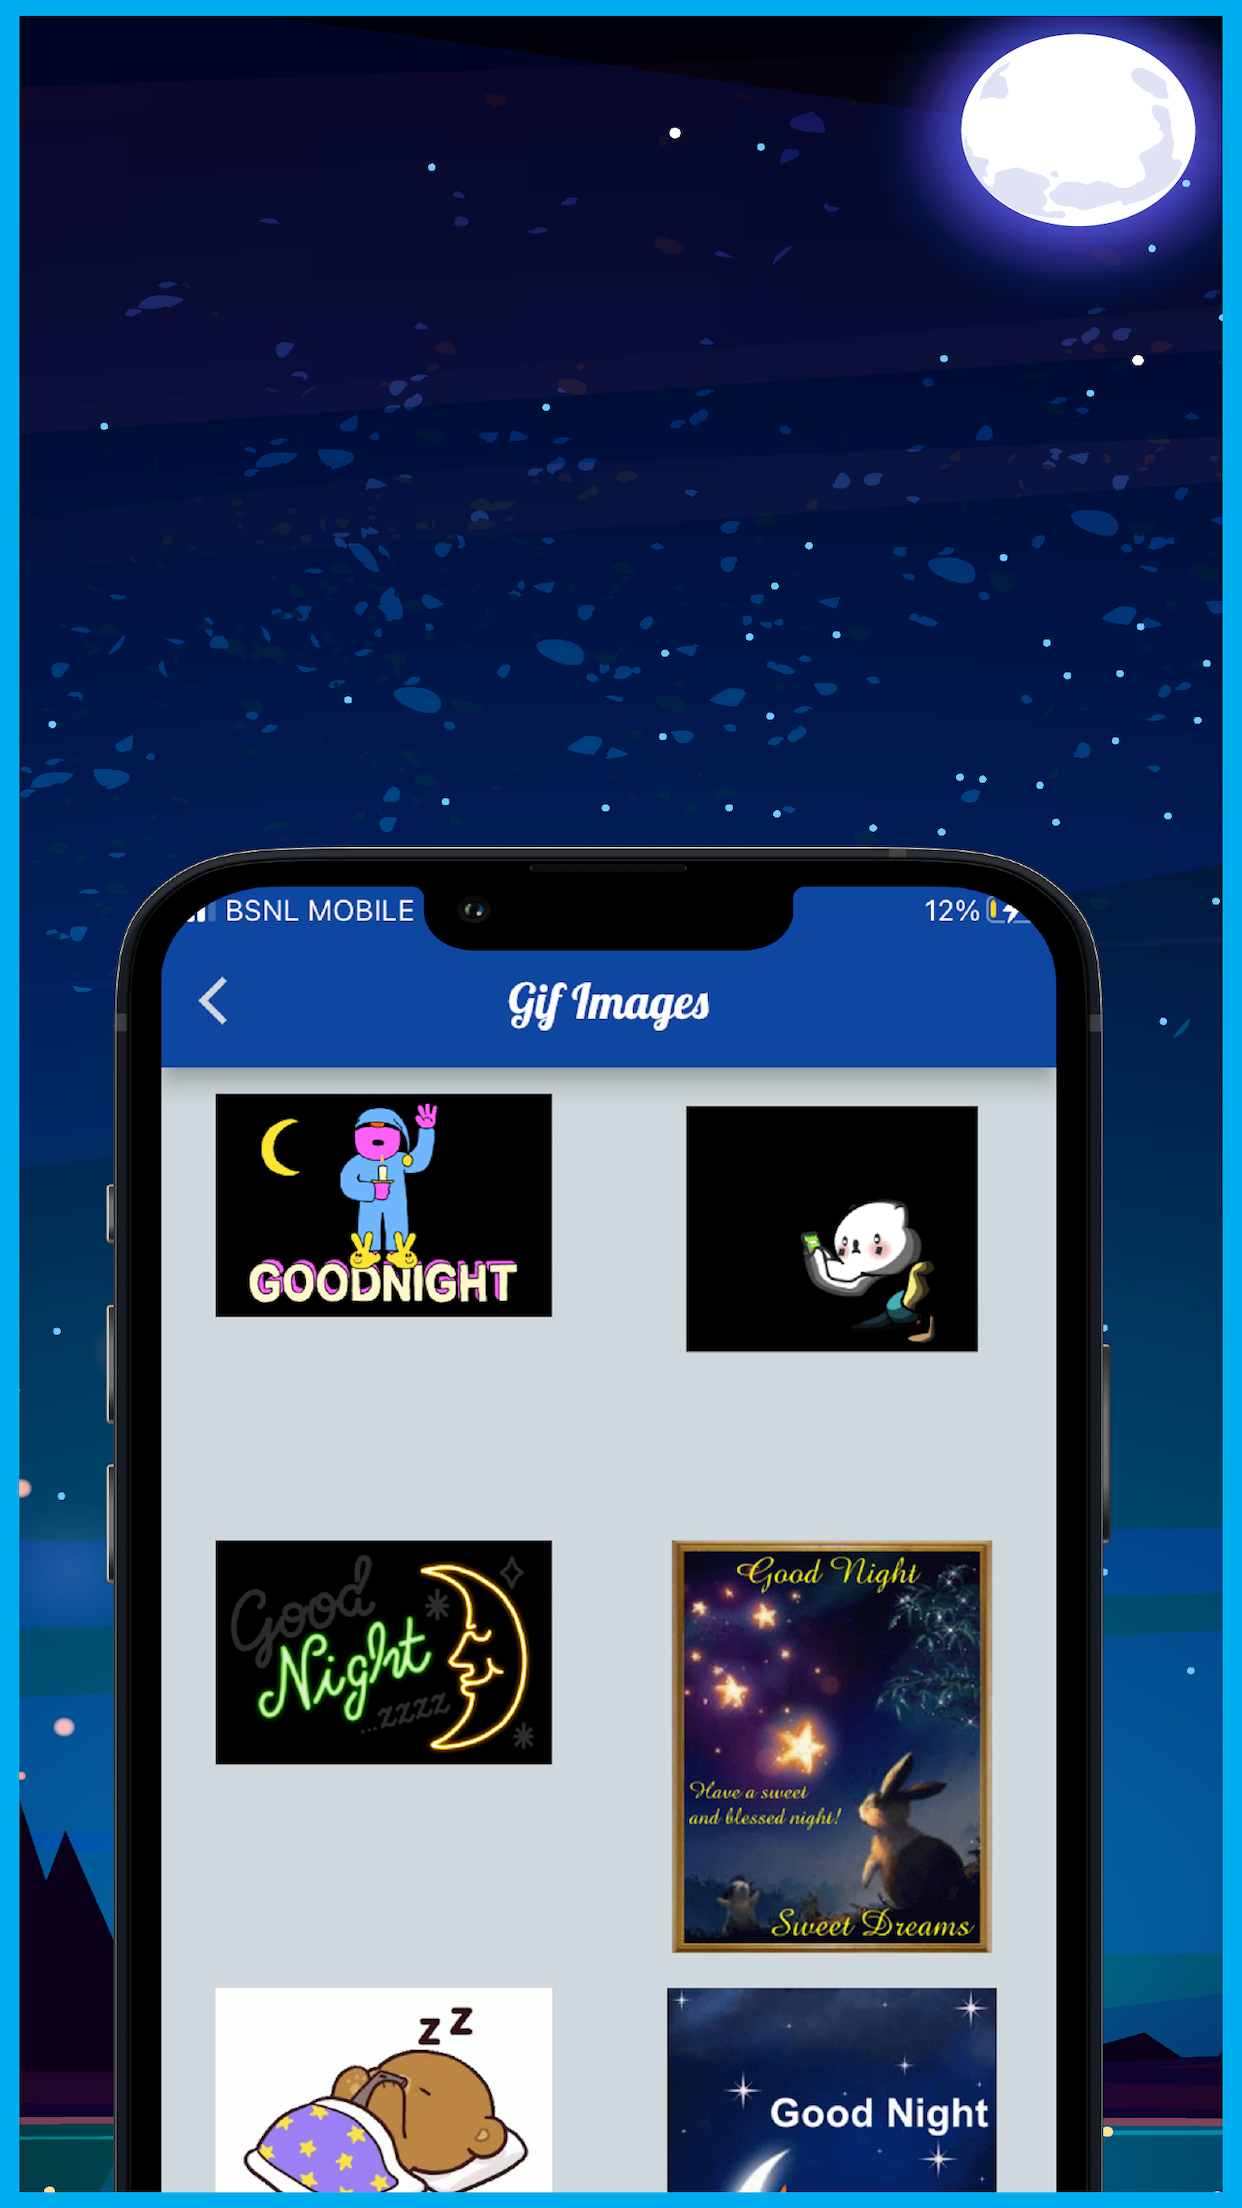 BSNL MOBILE
12%
Gif Images
GOODNIGHT
Good
Night
...zzzz
Good Night
Have a sweet
and blessed night!
Sweet Dreams
z z
Good Night